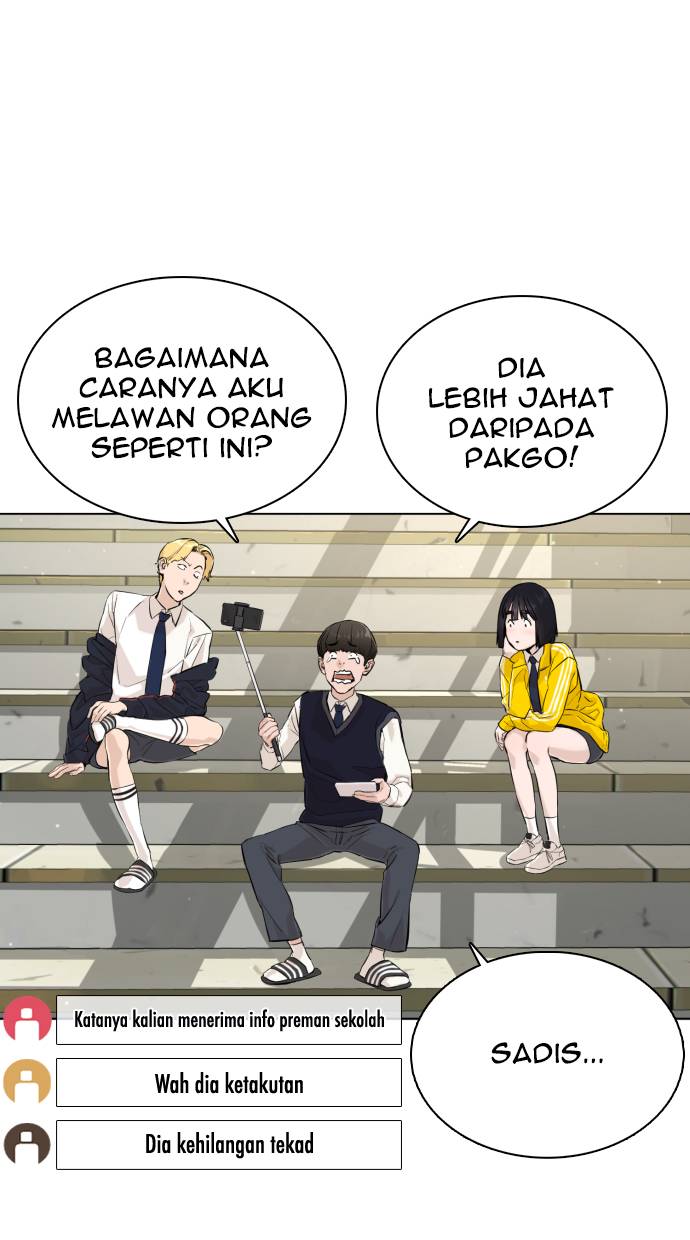 BAGAIMANA
CARANYA AKU
MELAWAN ORANG
SEPERTI INI?
DIA
LEBIH JAHAT
DARIPADA
PAKGO!
SADIS...
Katanya kalian menerima info preman sekolah
Wah dia ketakutan
Dia kehilangan tekad